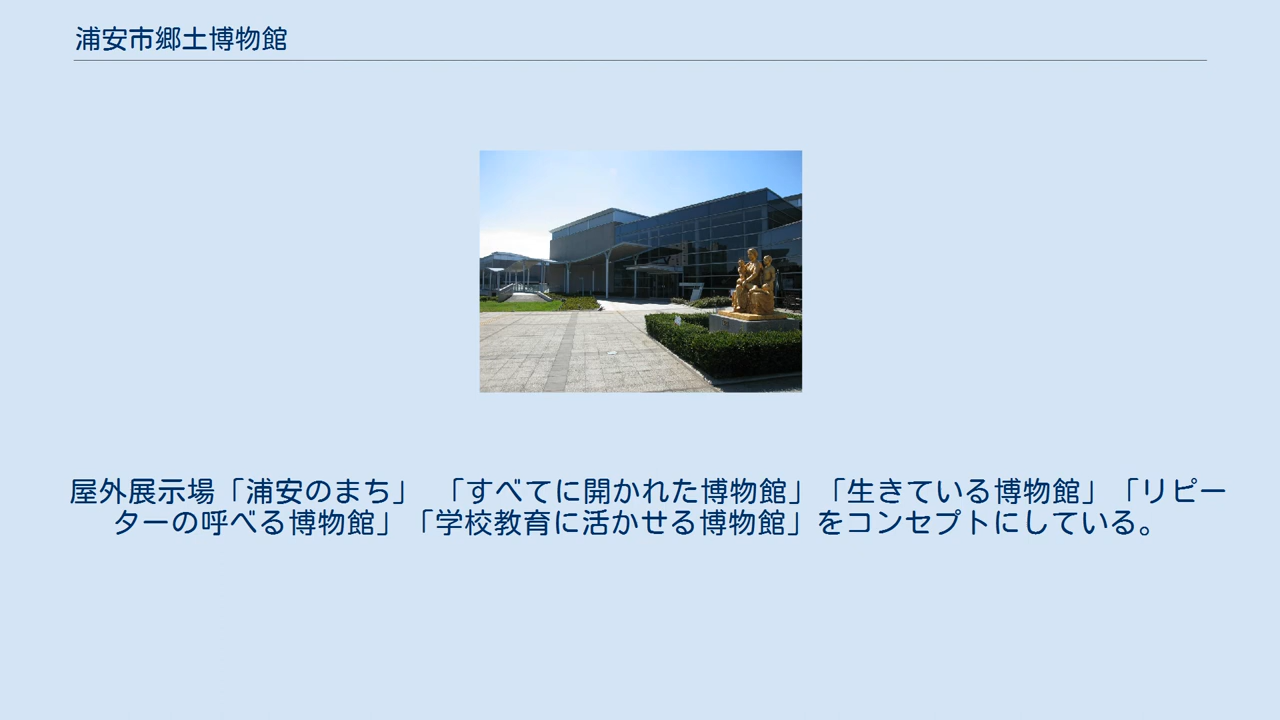 浦安市郷土博物館
屋外展示場「浦安のまち」 「すべてに開かれた博物館」「生きている博物館」「リピー
ターの呼べる博物館」「学校教育に活かせる博物館」をコンセプトにしている。